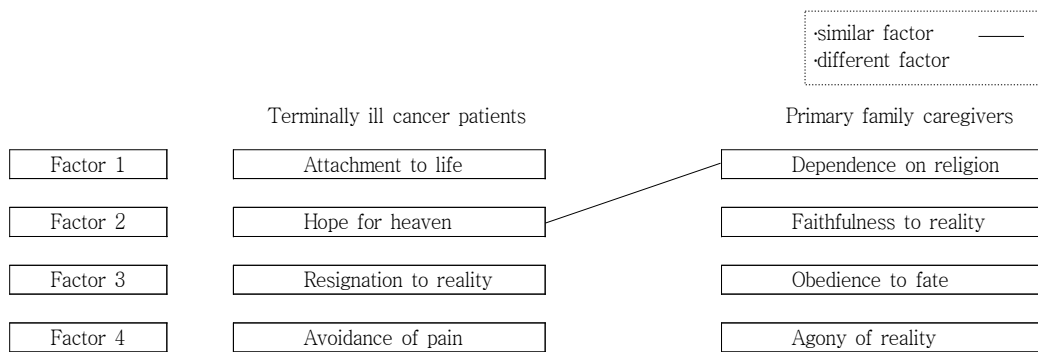 ·similar factor
·different factor
Terminally ill cancer patients Primary family caregivers
Factor 1 Attachment to life Dependence on religion
Factor 2 Hope for heaven Faithfulness to reality
Factor 3 Resignation to reality Obedience to fate
Factor 4 Avoidance of pain Agony of reality